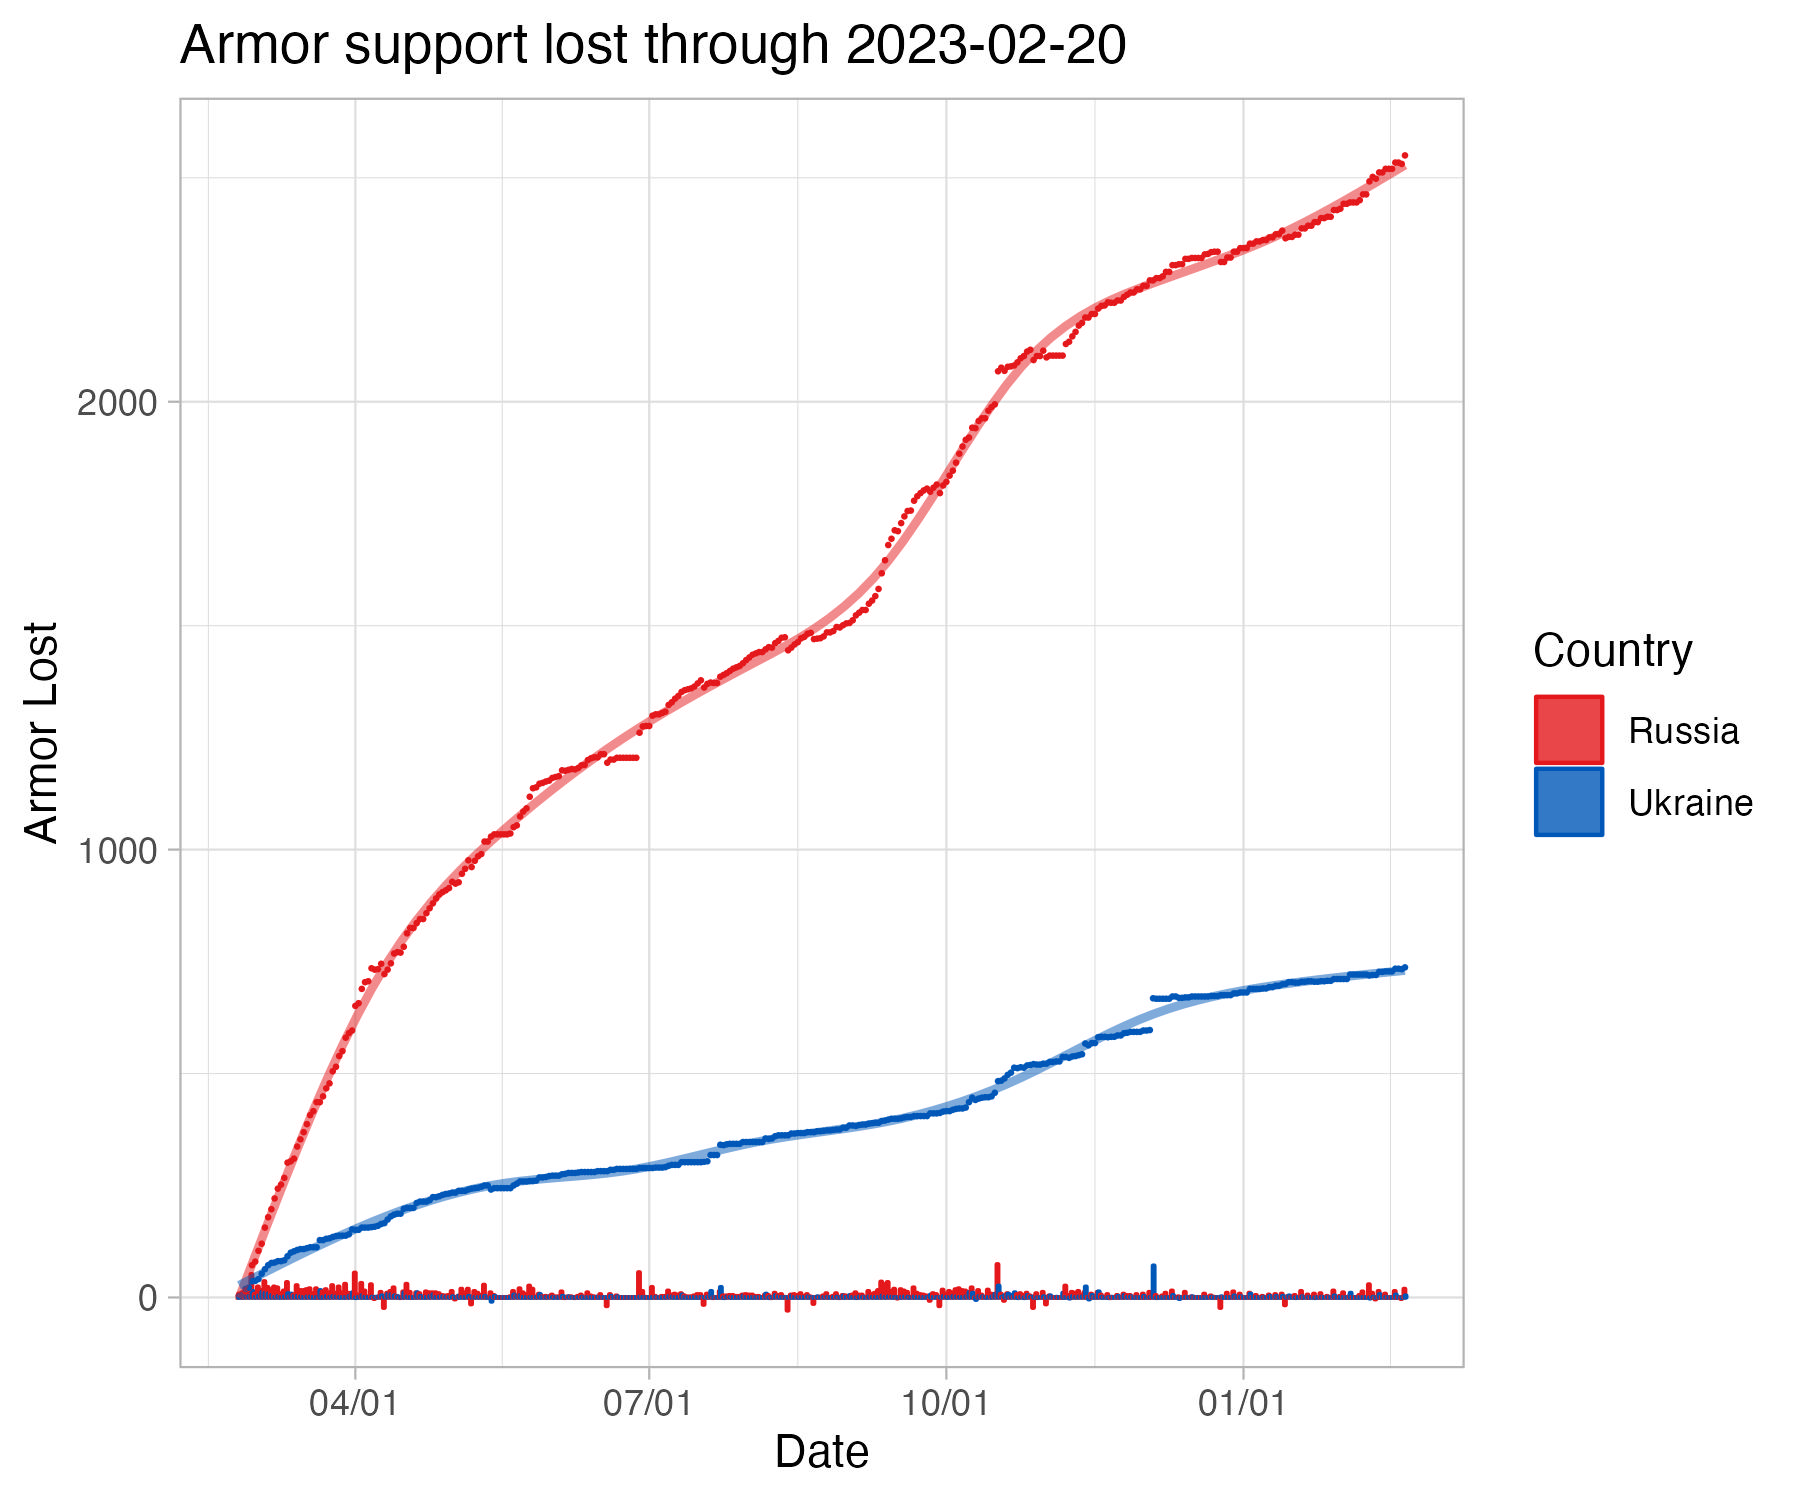 Armor support lost through 2023-02-20
Armor Lost
2000
1000
0
04/01
07/01
10/01
01/01
Date
Country
Russia
Ukraine